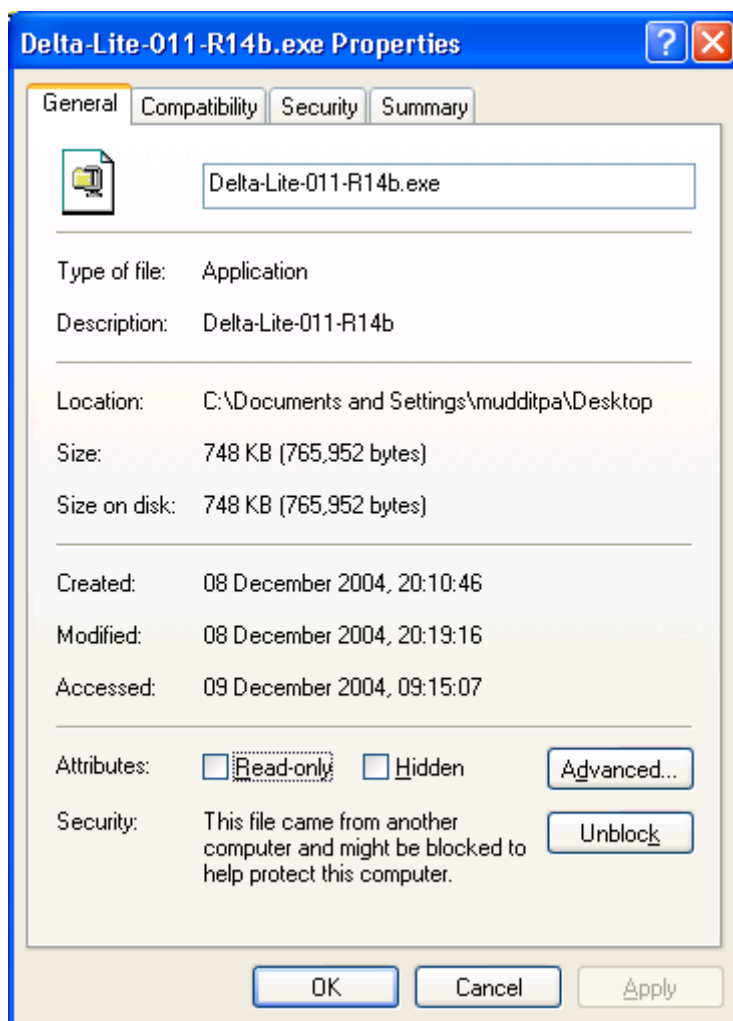 Delta-Lite-011-R14b.exe Properties
General Compatibility Security Summary
Delta-Lite-011-R14b.exe
Type of file: Application
Description: Delta-Lite-011-R14b
Location: C:\Documents and Settings\mudditpa\Desktop
Size: 748 KB (765,952 bytes)
Size on disk: 748 KB (765,952 bytes)
Created: 08 December 2004, 20:10:46
Modified: 08 December 2004, 20:19:16
Accessed: 09 December 2004, 09:15:07
Attributes: Read-only Hidden Advanced...
Security: This file came from another
computer and might be blocked to
help protect this computer.
Unblock
OK Cancel Apply